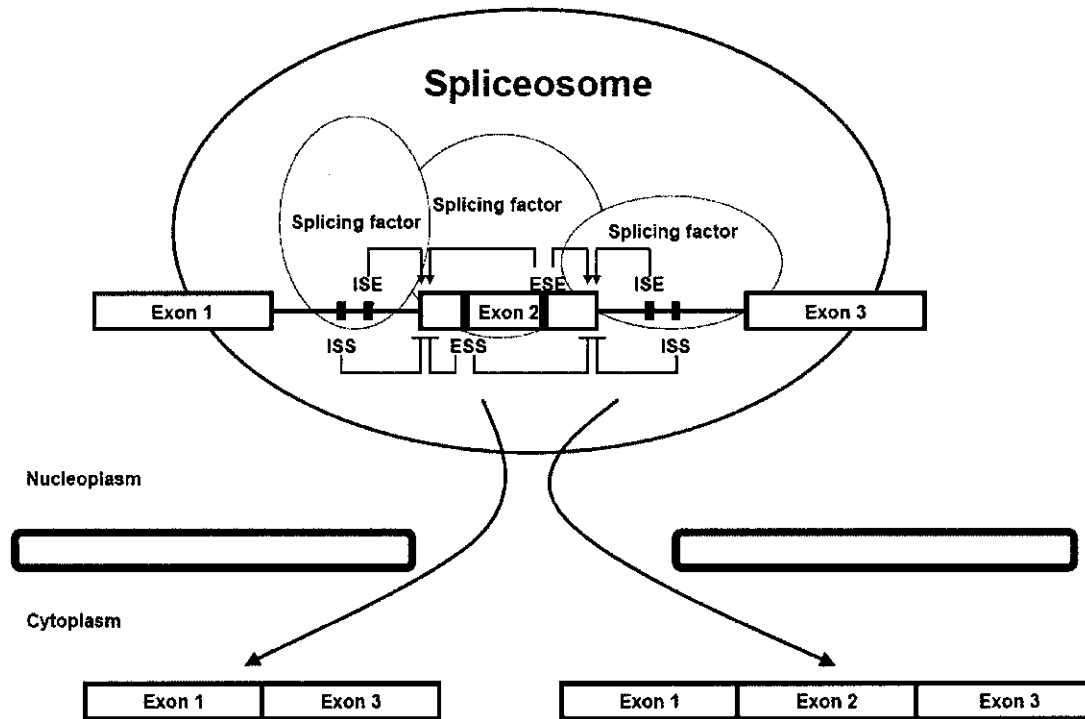 Spliceosome
Splicing factor
Splicing factor
Splicing factor
ISE
ESE
ISE
Exon 1
Exon 2
Exon 3
ISS
ESS
ISS
Nucleoplasm
Cytoplasm
Exon 1 Exon 3
Exon 1 Exon 2 Exon 3